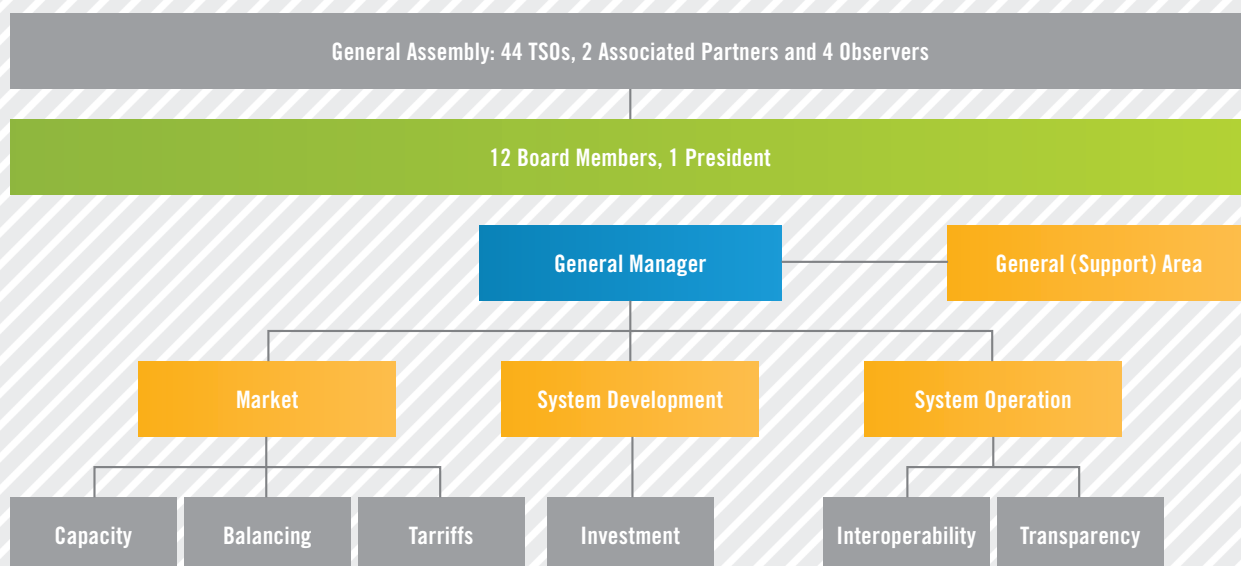 General Assembly: 44 TSOs, 2 Associated Partners and 4 Observers
12 Board Members, 1 President
General Manager
General (Support) Area
Market
System Development
System Operation
Capacity
Balancing
Tarriffs
Investment
Interoperability
Transparency